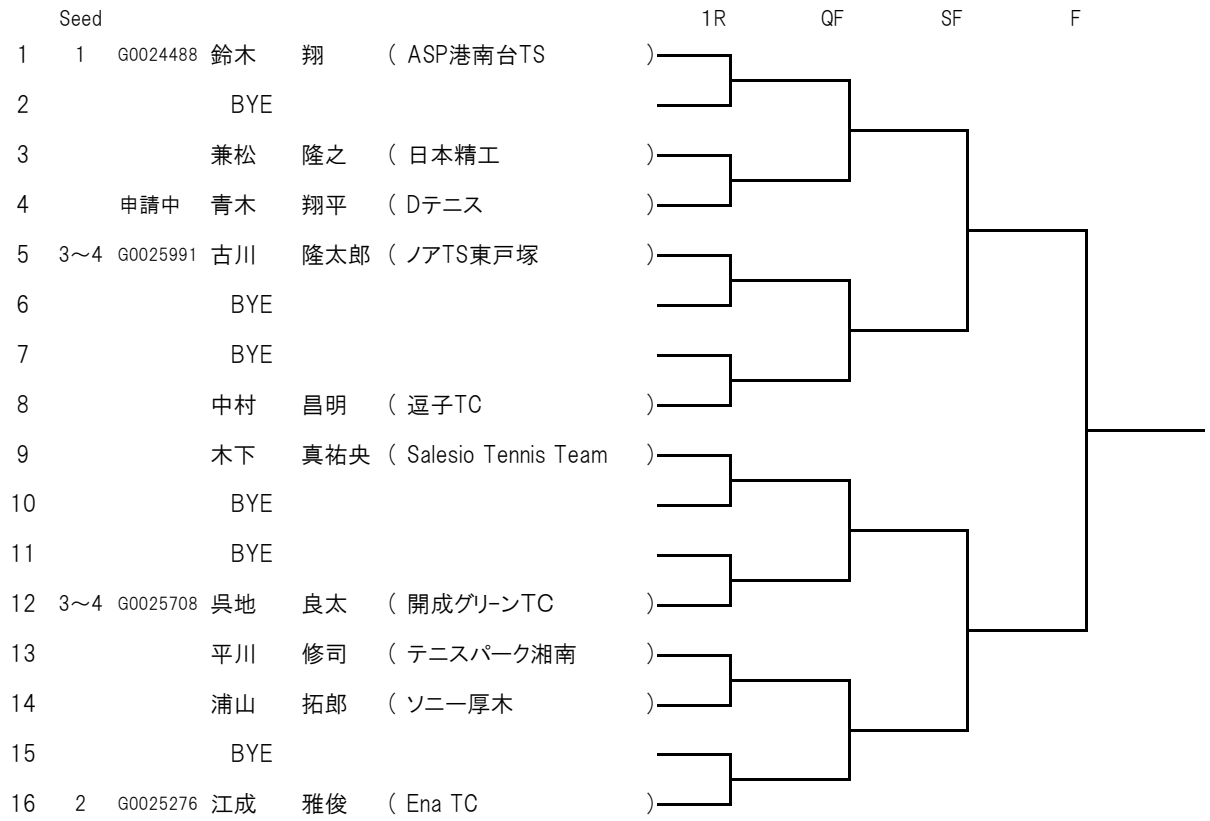 Seed 1R QF SF F
1 1 G0024488 鈴木 翔 ( ASP港南台TS )
2 BYE
3 兼松 隆之 ( 日本精工 )
4 申請中 青木 翔平 ( Dテニス )
5 3～4 G0025991 古川 隆太郎 ( ノアTS東戸塚 )
6 BYE
7 BYE
8 中村 昌明 ( 逗子TC )
9 木下 真祐央 ( Salesio Tennis Team )
10 BYE
11 BYE
12 3～4 G0025708 呉地 良太 ( 開成グリーンTC )
13 平川 修司 ( テニスパーク湘南 )
14 浦山 拓郎 ( ソニー厚木 )
15 BYE
16 2 G0025276 江成 雅俊 ( Ena TC )